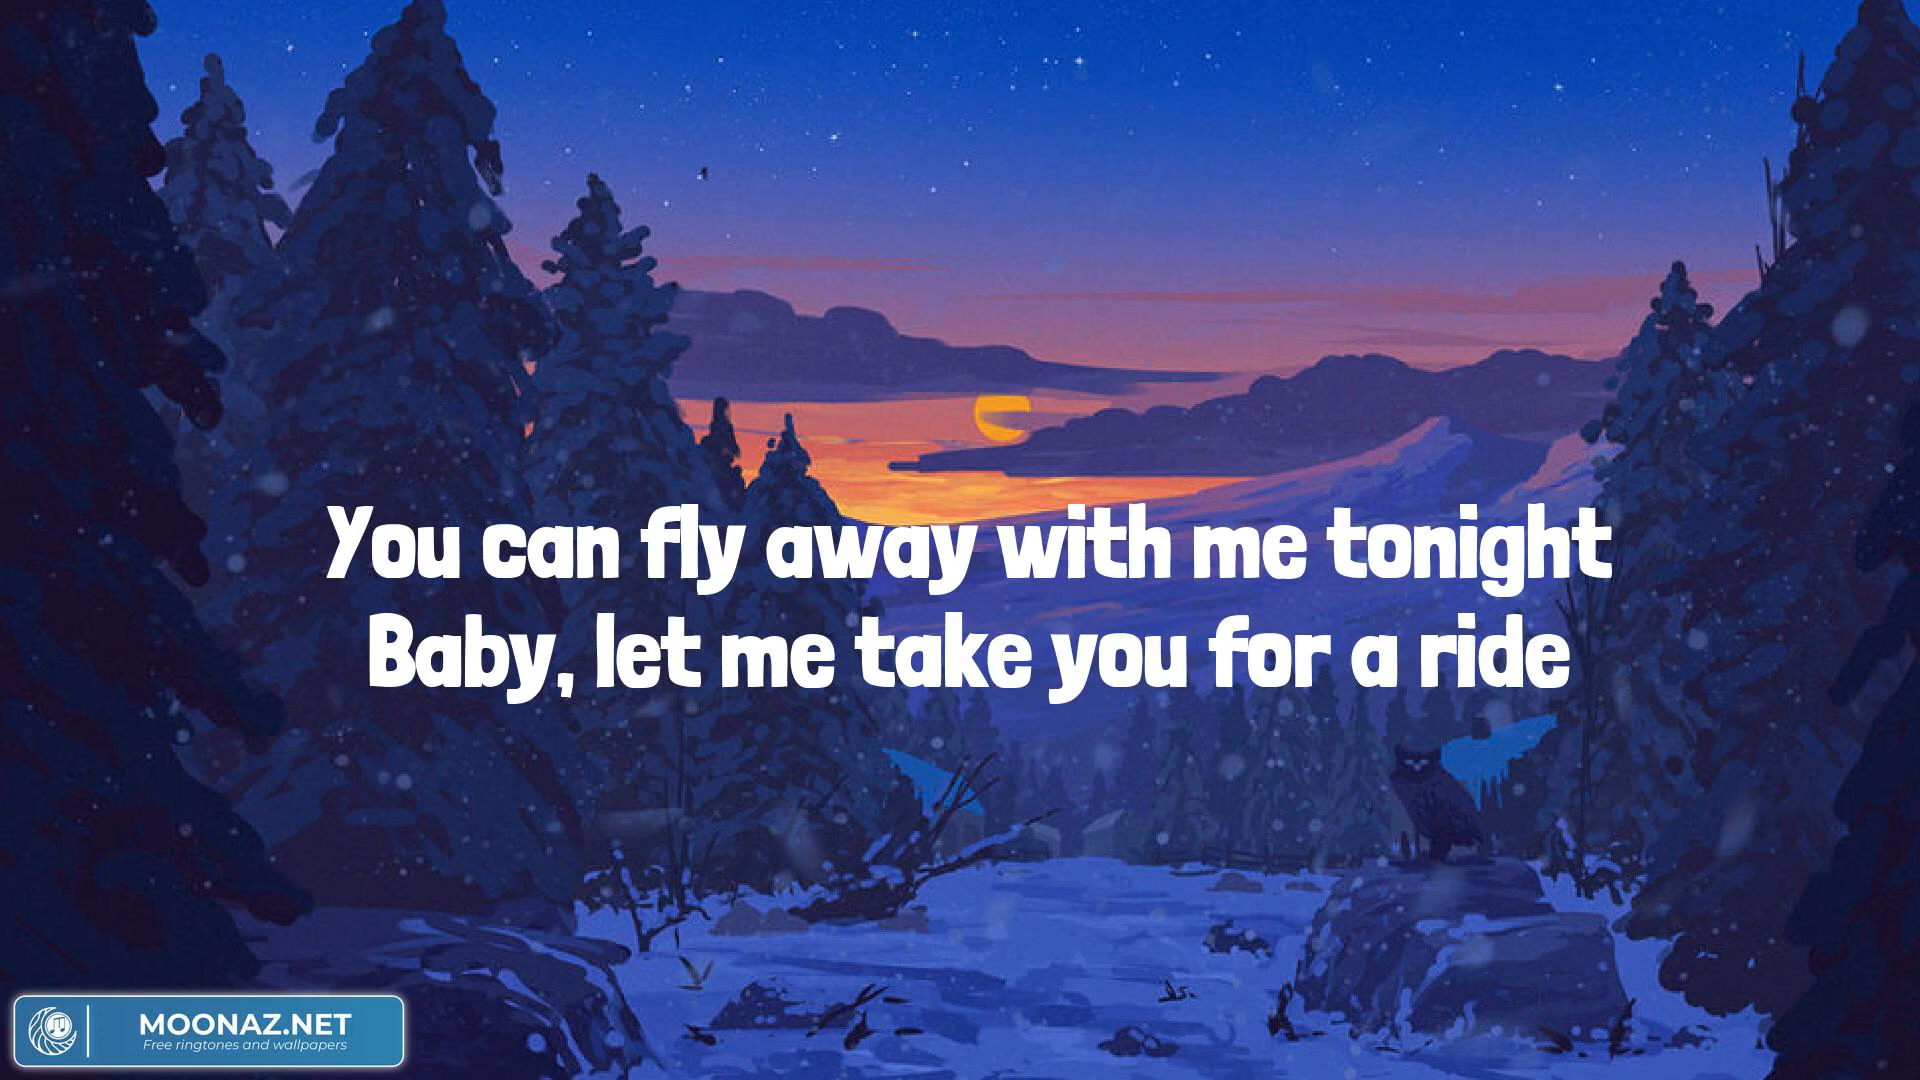 You can fly away with me tonight
Baby, let me take you for a ride
MOONAZ.NET
Free ringtones and wallpapers